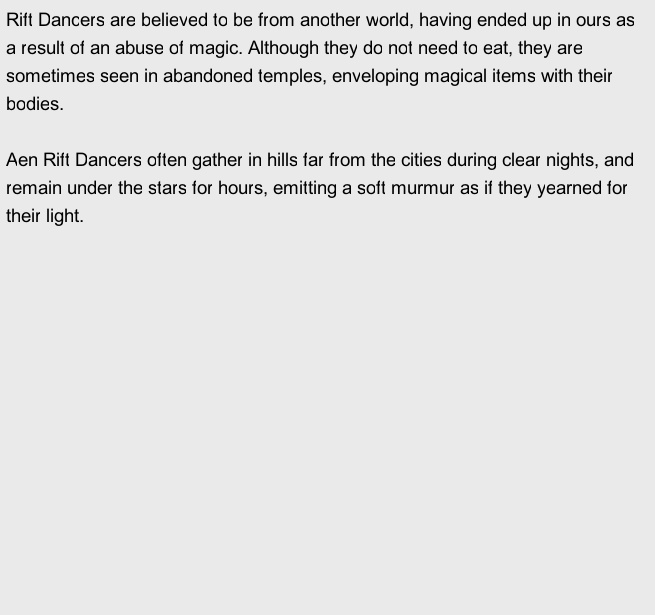 Rift Dancers are believed to be from another world, having ended up in ours as
a result of an abuse of magic. Although they do not need to eat, they are
sometimes seen in abandoned temples, enveloping magical items with their
bodies.
Aen Rift Dancers often gather in hills far from the cities during clear nights, and
remain under the stars for hours, emitting a soft murmur as if they yearned for
their light.